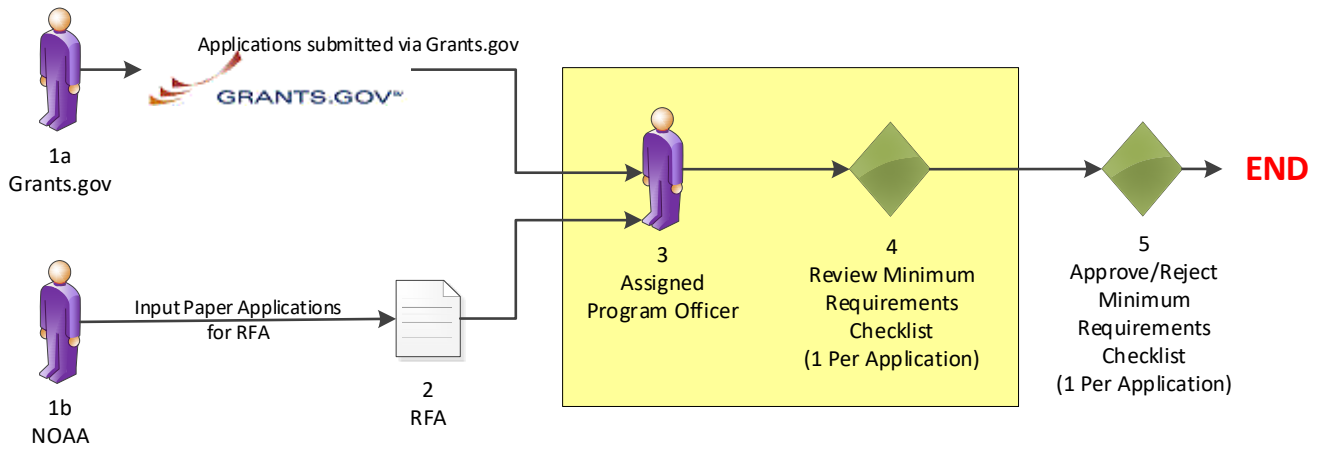 Applications submitted via Grants.gov
GRANTS.GOV℠
1a
Grants.gov
Input Paper Applications
for RFA
1b
NOAA
2
RFA
3
Assigned
Program Officer
4
Review Minimum
Requirements
Checklist
(1 Per Application)
5
Approve/Reject
Minimum
Requirements
Checklist
(1 Per Application)
END